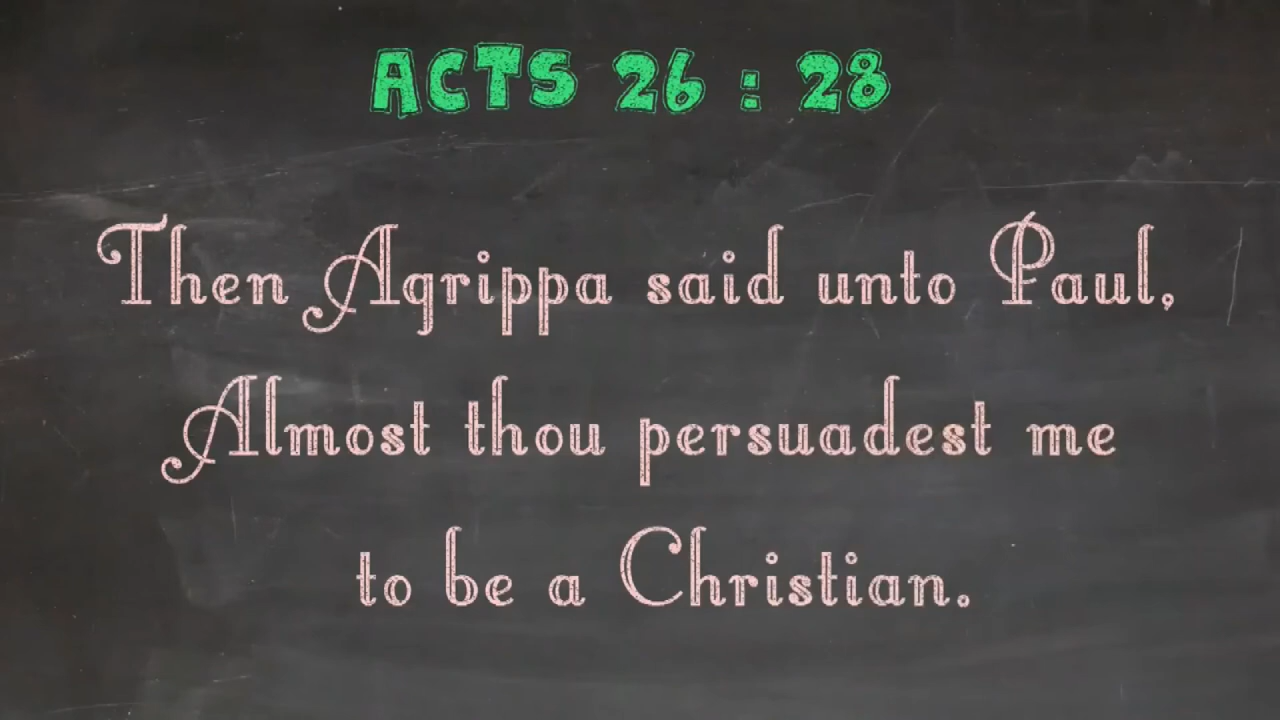 ACTS 26 : 28
Then Agrippa said unto Paul,
Almost thou persuadest me
to be a Christian.